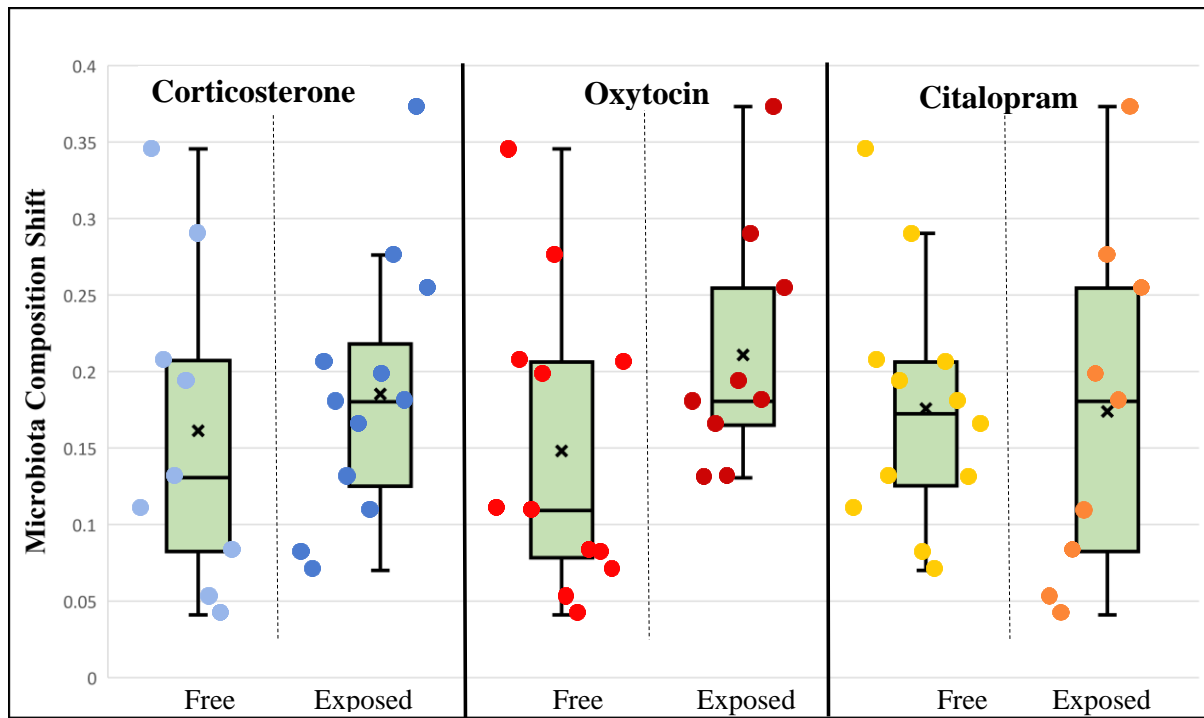 Microbiota Composition Shift
0.4
0.35
0.3
0.25
0.2
0.15
0.1
0.05
0
Corticosterone
Oxytocin
Citalopram
Free
Exposed
Free
Exposed
Free
Exposed